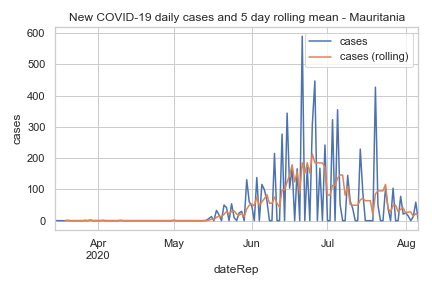 New COVID-19 daily cases and 5 day rolling mean - Mauritania
cases
cases (rolling)
600
500
400
300
200
100
0
cases
Apr
2020
May
Jun
Jul
Aug
dateRep